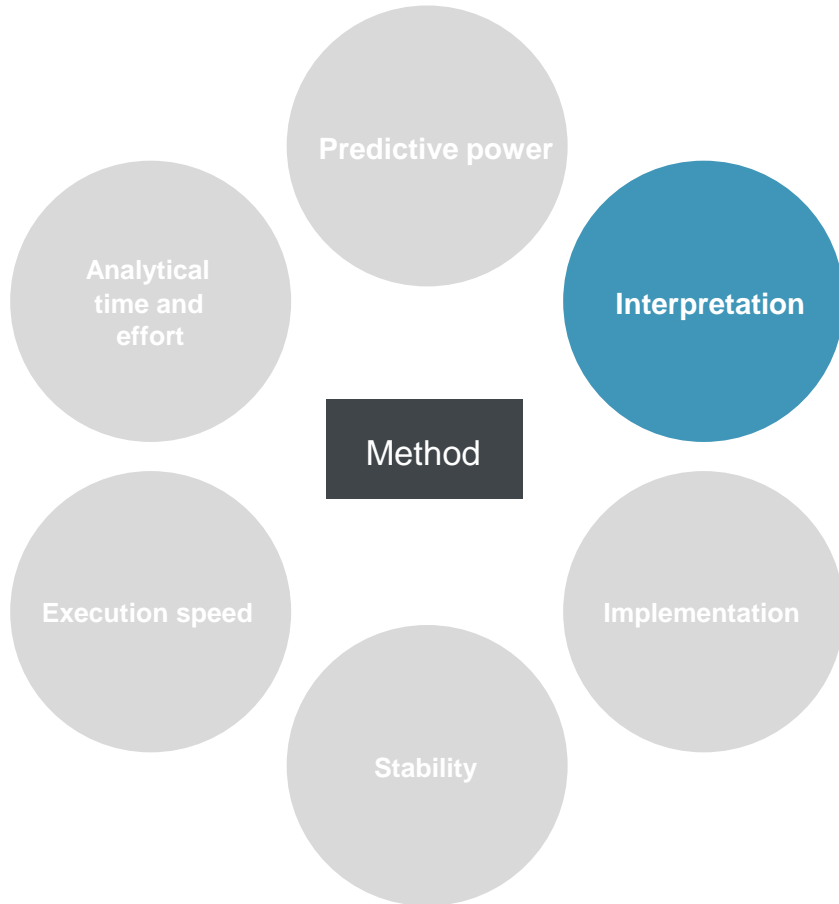 Predictive power
Analytical
time and
effort
Interpretation
Method
Execution speed
Implementation
Stability